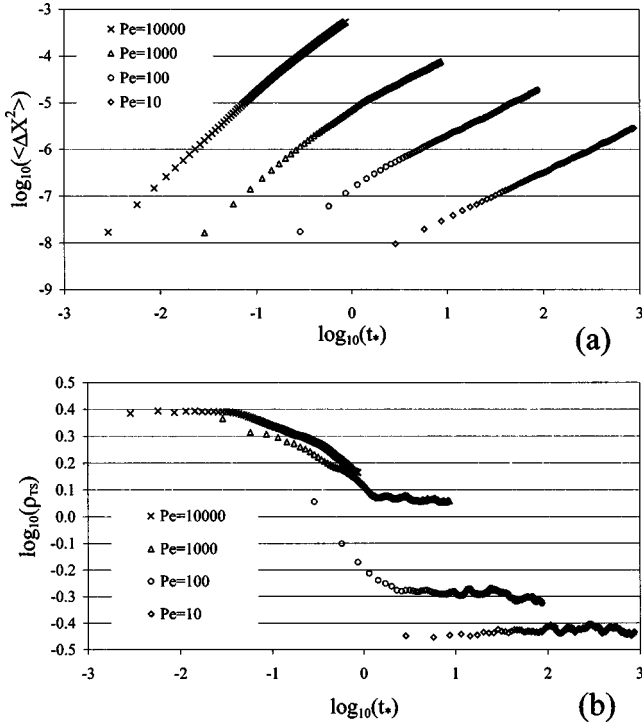 -3
× Pe=10000
△ Pe=1000
○ Pe=100
◇ Pe=10
-4
-5
-6
-7
-8
-9
log₁₀(<ΔX²>)
-3 -2 -1 0 1 2 3
log₁₀(t*)
(a)
0.5
0.4
0.3
0.2
0.1
0.0
-0.1
-0.2
-0.3
-0.4
-0.5
log₁₀(ρTS)
× Pe=10000
△ Pe=1000
○ Pe=100
◇ Pe=10
-3 -2 -1 0 1 2 3
log₁₀(t*)
(b)